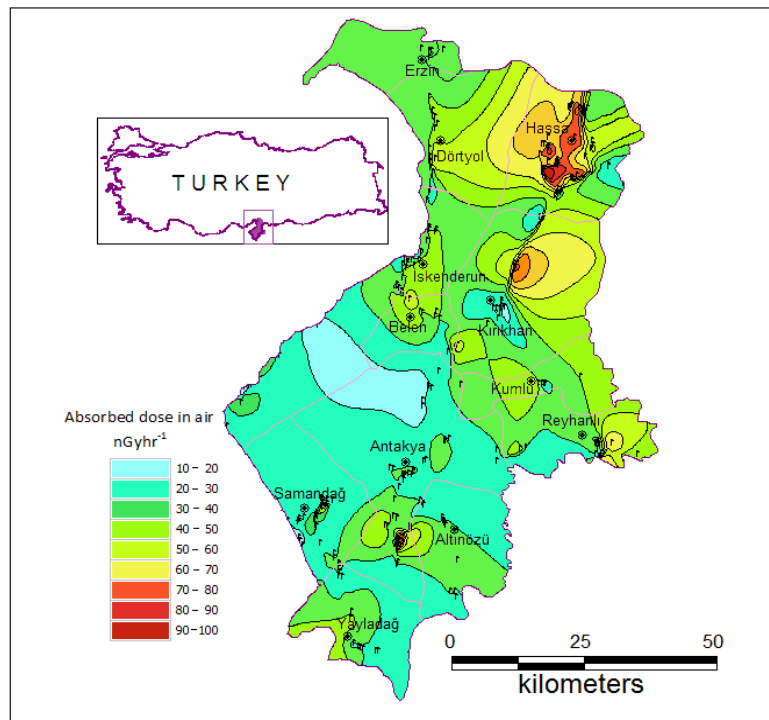 Erzin
Hassa
Dörtyol
TURKEY
İskenderun
Belen
Kırıkhan
Kumlu
Absorbed dose in air
nGyhr⁻¹
Reyhanlı
Antakya
10 – 20
20 – 30
30 – 40
40 – 50
50 – 60
60 – 70
70 – 80
80 – 90
90–100
Samandağ
Altınözü
Yayladağ
0 25 50
kilometers